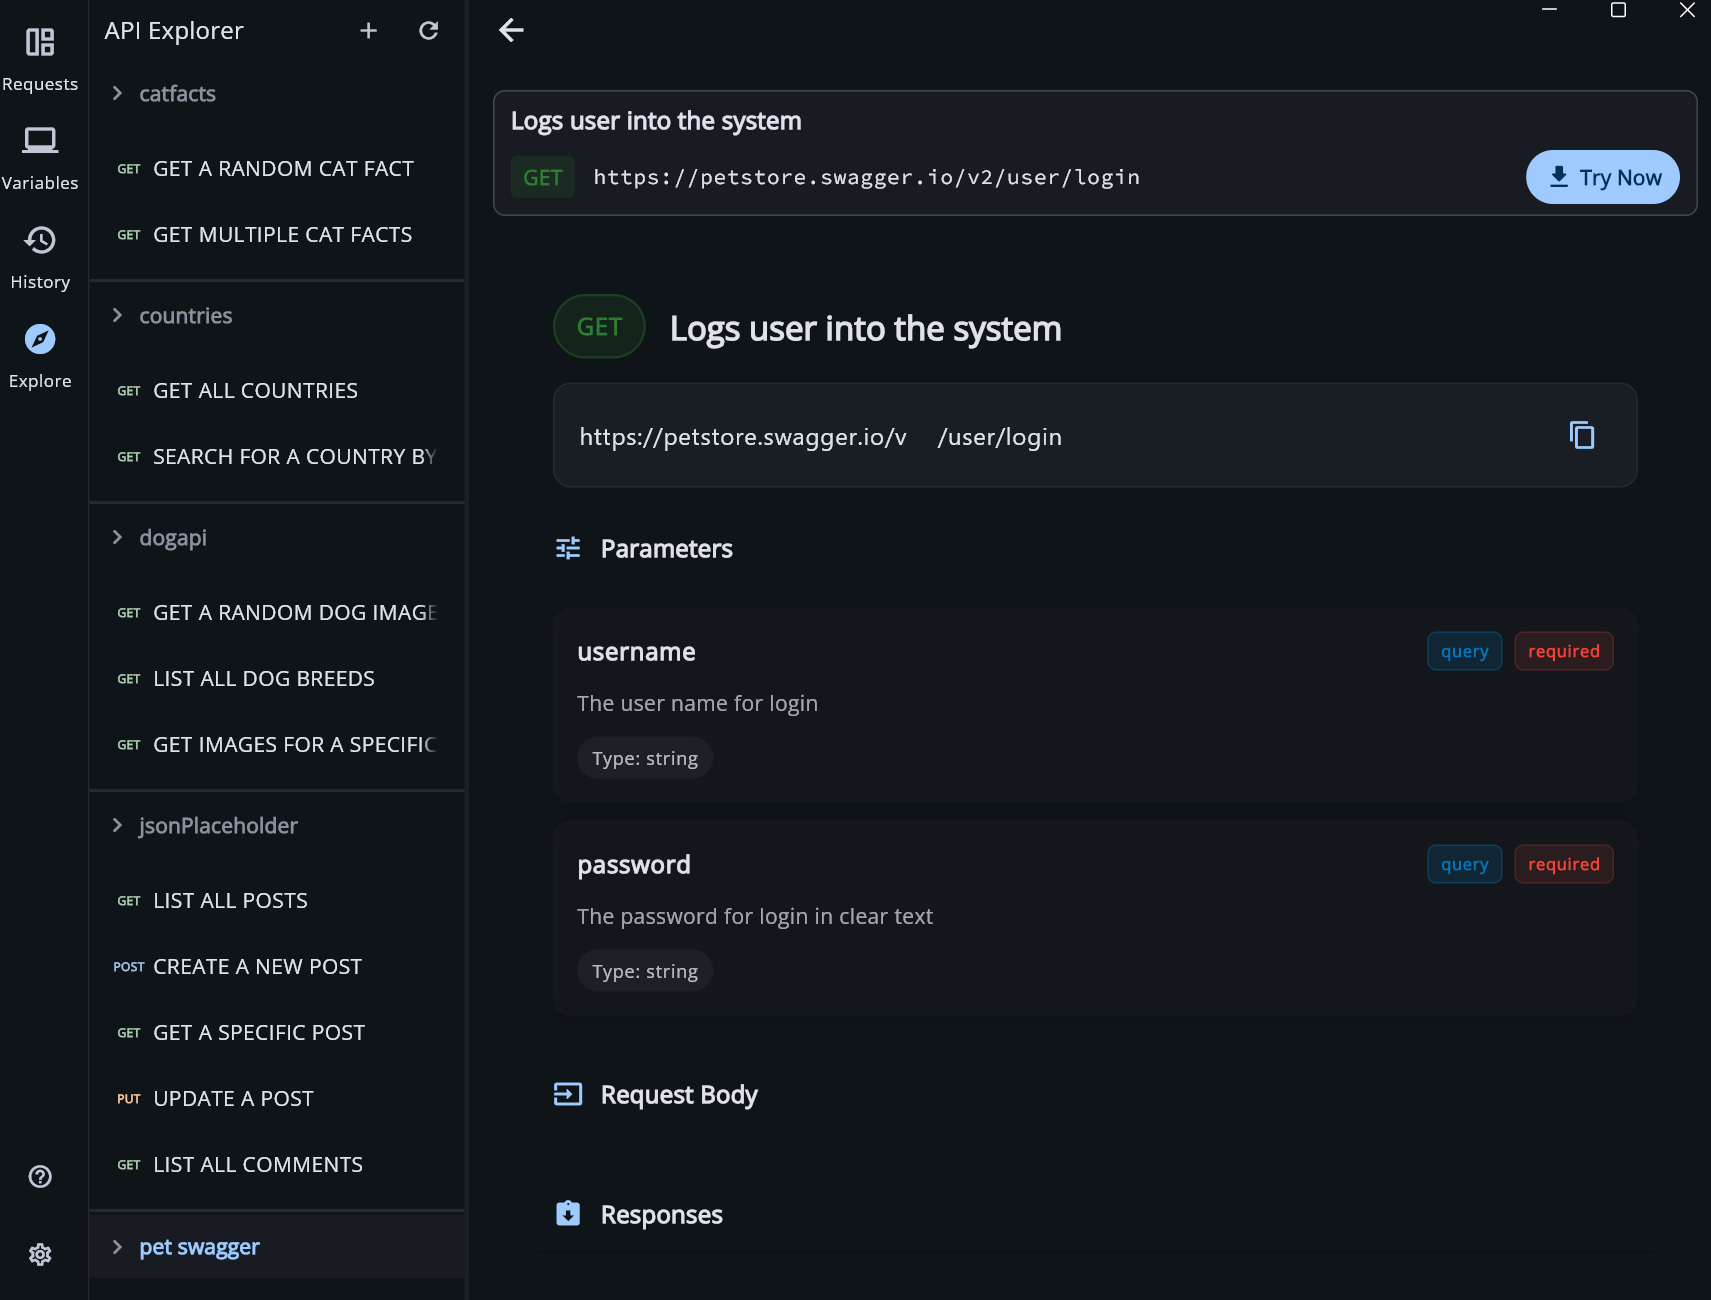 Requests
Variables
History
Explore
API Explorer
catfacts
GET GET A RANDOM CAT FACT
GET GET MULTIPLE CAT FACTS
countries
GET GET ALL COUNTRIES
GET SEARCH FOR A COUNTRY BY
dogapi
GET GET A RANDOM DOG IMAGE
GET LIST ALL DOG BREEDS
GET GET IMAGES FOR A SPECIFIC
jsonPlaceholder
GET LIST ALL POSTS
POST CREATE A NEW POST
GET GET A SPECIFIC POST
PUT UPDATE A POST
GET LIST ALL COMMENTS
pet swagger
Logs user into the system
GET https://petstore.swagger.io/v2/user/login
Try Now
GET Logs user into the system
https://petstore.swagger.io/v /user/login
Parameters
username
query required
The user name for login
Type: string
password
query required
The password for login in clear text
Type: string
Request Body
Responses